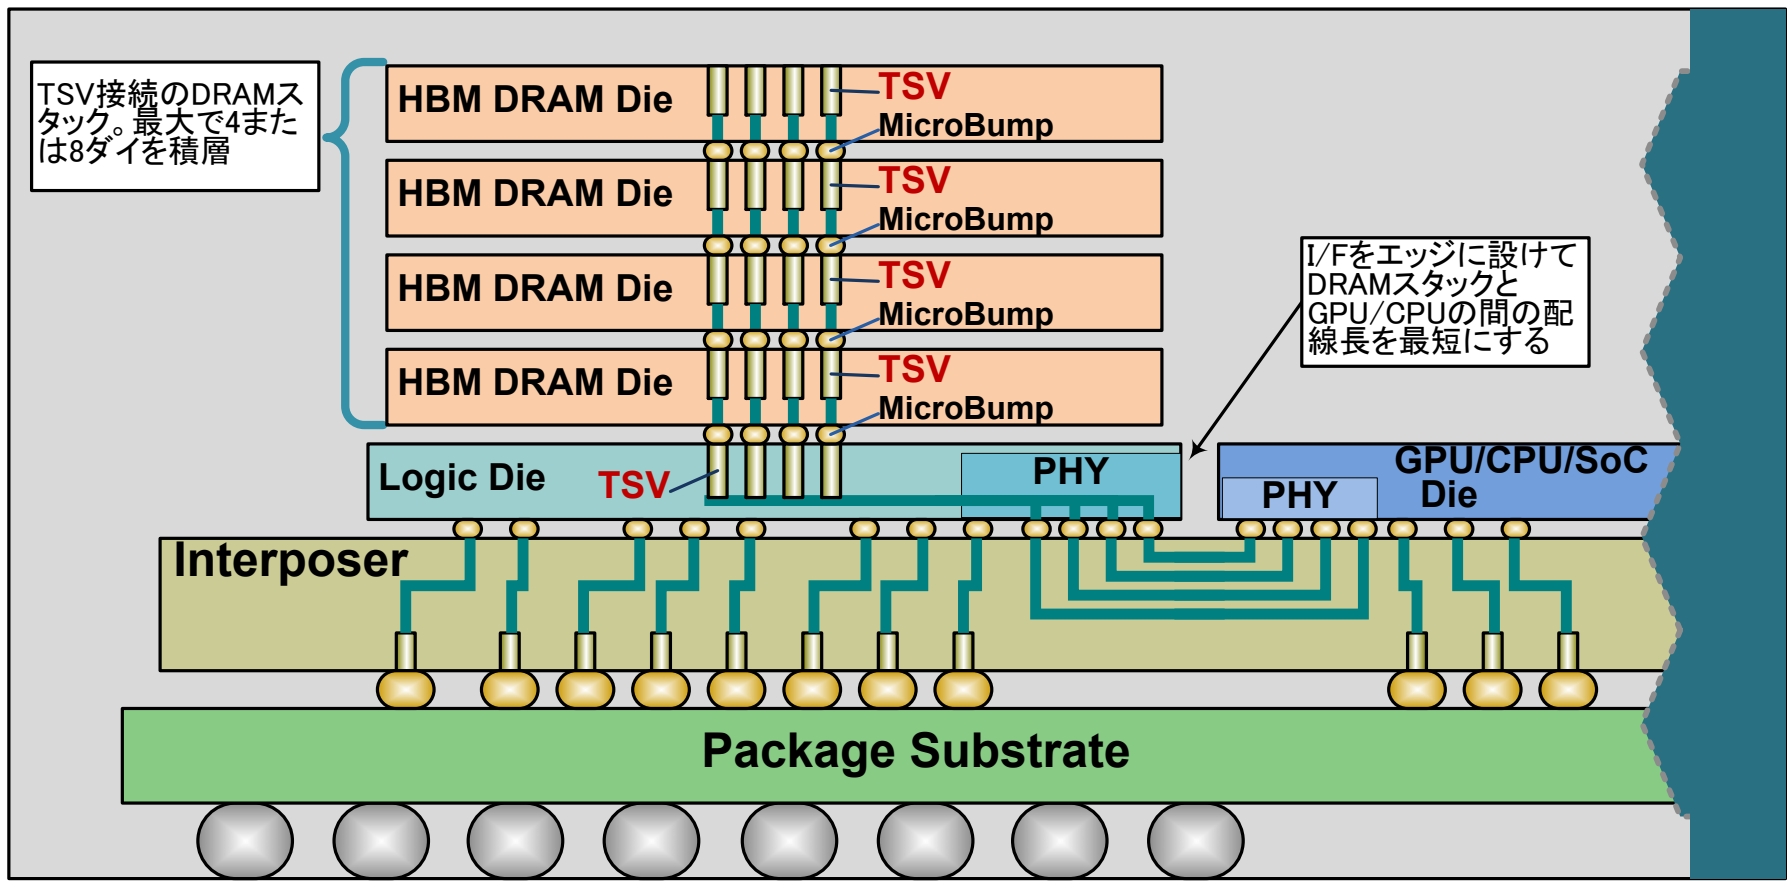 TSV接続のDRAMス
タック。最大で4また
は8ダイを積層
HBM DRAM Die
TSV
MicroBump
HBM DRAM Die
TSV
MicroBump
HBM DRAM Die
TSV
MicroBump
HBM DRAM Die
TSV
MicroBump
I/Fをエッジに設けて
DRAMスタックと
GPU/CPUの間の配
線長を最短にする
Logic Die
TSV
PHY
GPU/CPU/SoC
Die
PHY
Interposer
Package Substrate